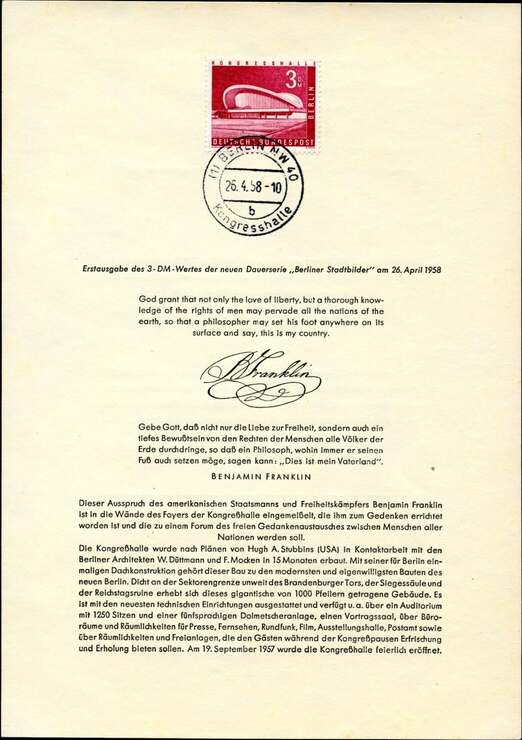 KONGRESSHALLE
3 DM
BERLIN
DEUTSCHE BUNDESPOST
(1) BERLIN NW 40
26.4.58-10
b
Kongresshalle
Erstausgabe des 3-DM-Wertes der neuen Dauerserie „Berliner Stadtbilder" am 26. April 1958
God grant that not only the love of liberty, but a thorough know-
ledge of the rights of men may pervade all the nations of the
earth, so that a philosopher may set his foot anywhere on its
surface and say, this is my country.
B Franklin
Gebe Gott, daß nicht nur die Liebe zur Freiheit, sondern auch ein
tiefes Bewußtsein von den Rechten der Menschen alle Völker der
Erde durchdringe, so daß ein Philosoph, wohin immer er seinen
Fuß auch setzen möge, sagen kann: „Dies ist mein Vaterland".
BENJAMIN FRANKLIN
Dieser Ausspruch des amerikanischen Staatsmanns und Freiheitskämpfers Benjamin Franklin
ist in die Wände des Foyers der Kongreßhalle eingemeißelt, die ihm zum Gedenken errichtet
worden ist und die zu einem Forum des freien Gedankenaustausches zwischen Menschen aller
Nationen werden soll.
Die Kongreßhalle wurde nach Plänen von Hugh A. Stubbins (USA) in Kontaktarbeit mit den
Berliner Architekten W. Düttmann und F. Mocken in 15 Monaten erbaut. Mit seiner für Berlin ein-
maligen Dachkonstruktion gehört dieser Bau zu den modernsten und eigenwilligsten Bauten des
neuen Berlin. Dicht an der Sektorengrenze unweit des Brandenburger Tors, der Siegessäule und
der Reichstagsruine erhebt sich dieses gigantische von 1000 Pfeilern getragene Gebäude. Es
ist mit den neuesten technischen Einrichtungen ausgestattet und verfügt u. a. über ein Auditorium
mit 1250 Sitzen und einer fünfsprachigen Dolmetscheranlage, einen Vortragssaal, über Büro-
räume und Räumlichkeiten für Presse, Fernsehen, Rundfunk, Film, Ausstellungshalle, Postamt sowie
über Räumlichkeiten und Freianlagen, die den Gästen während der Kongreßpausen Erfrischung
und Erholung bieten sollen. Am 19. September 1957 wurde die Kongreßhalle feierlich eröffnet.